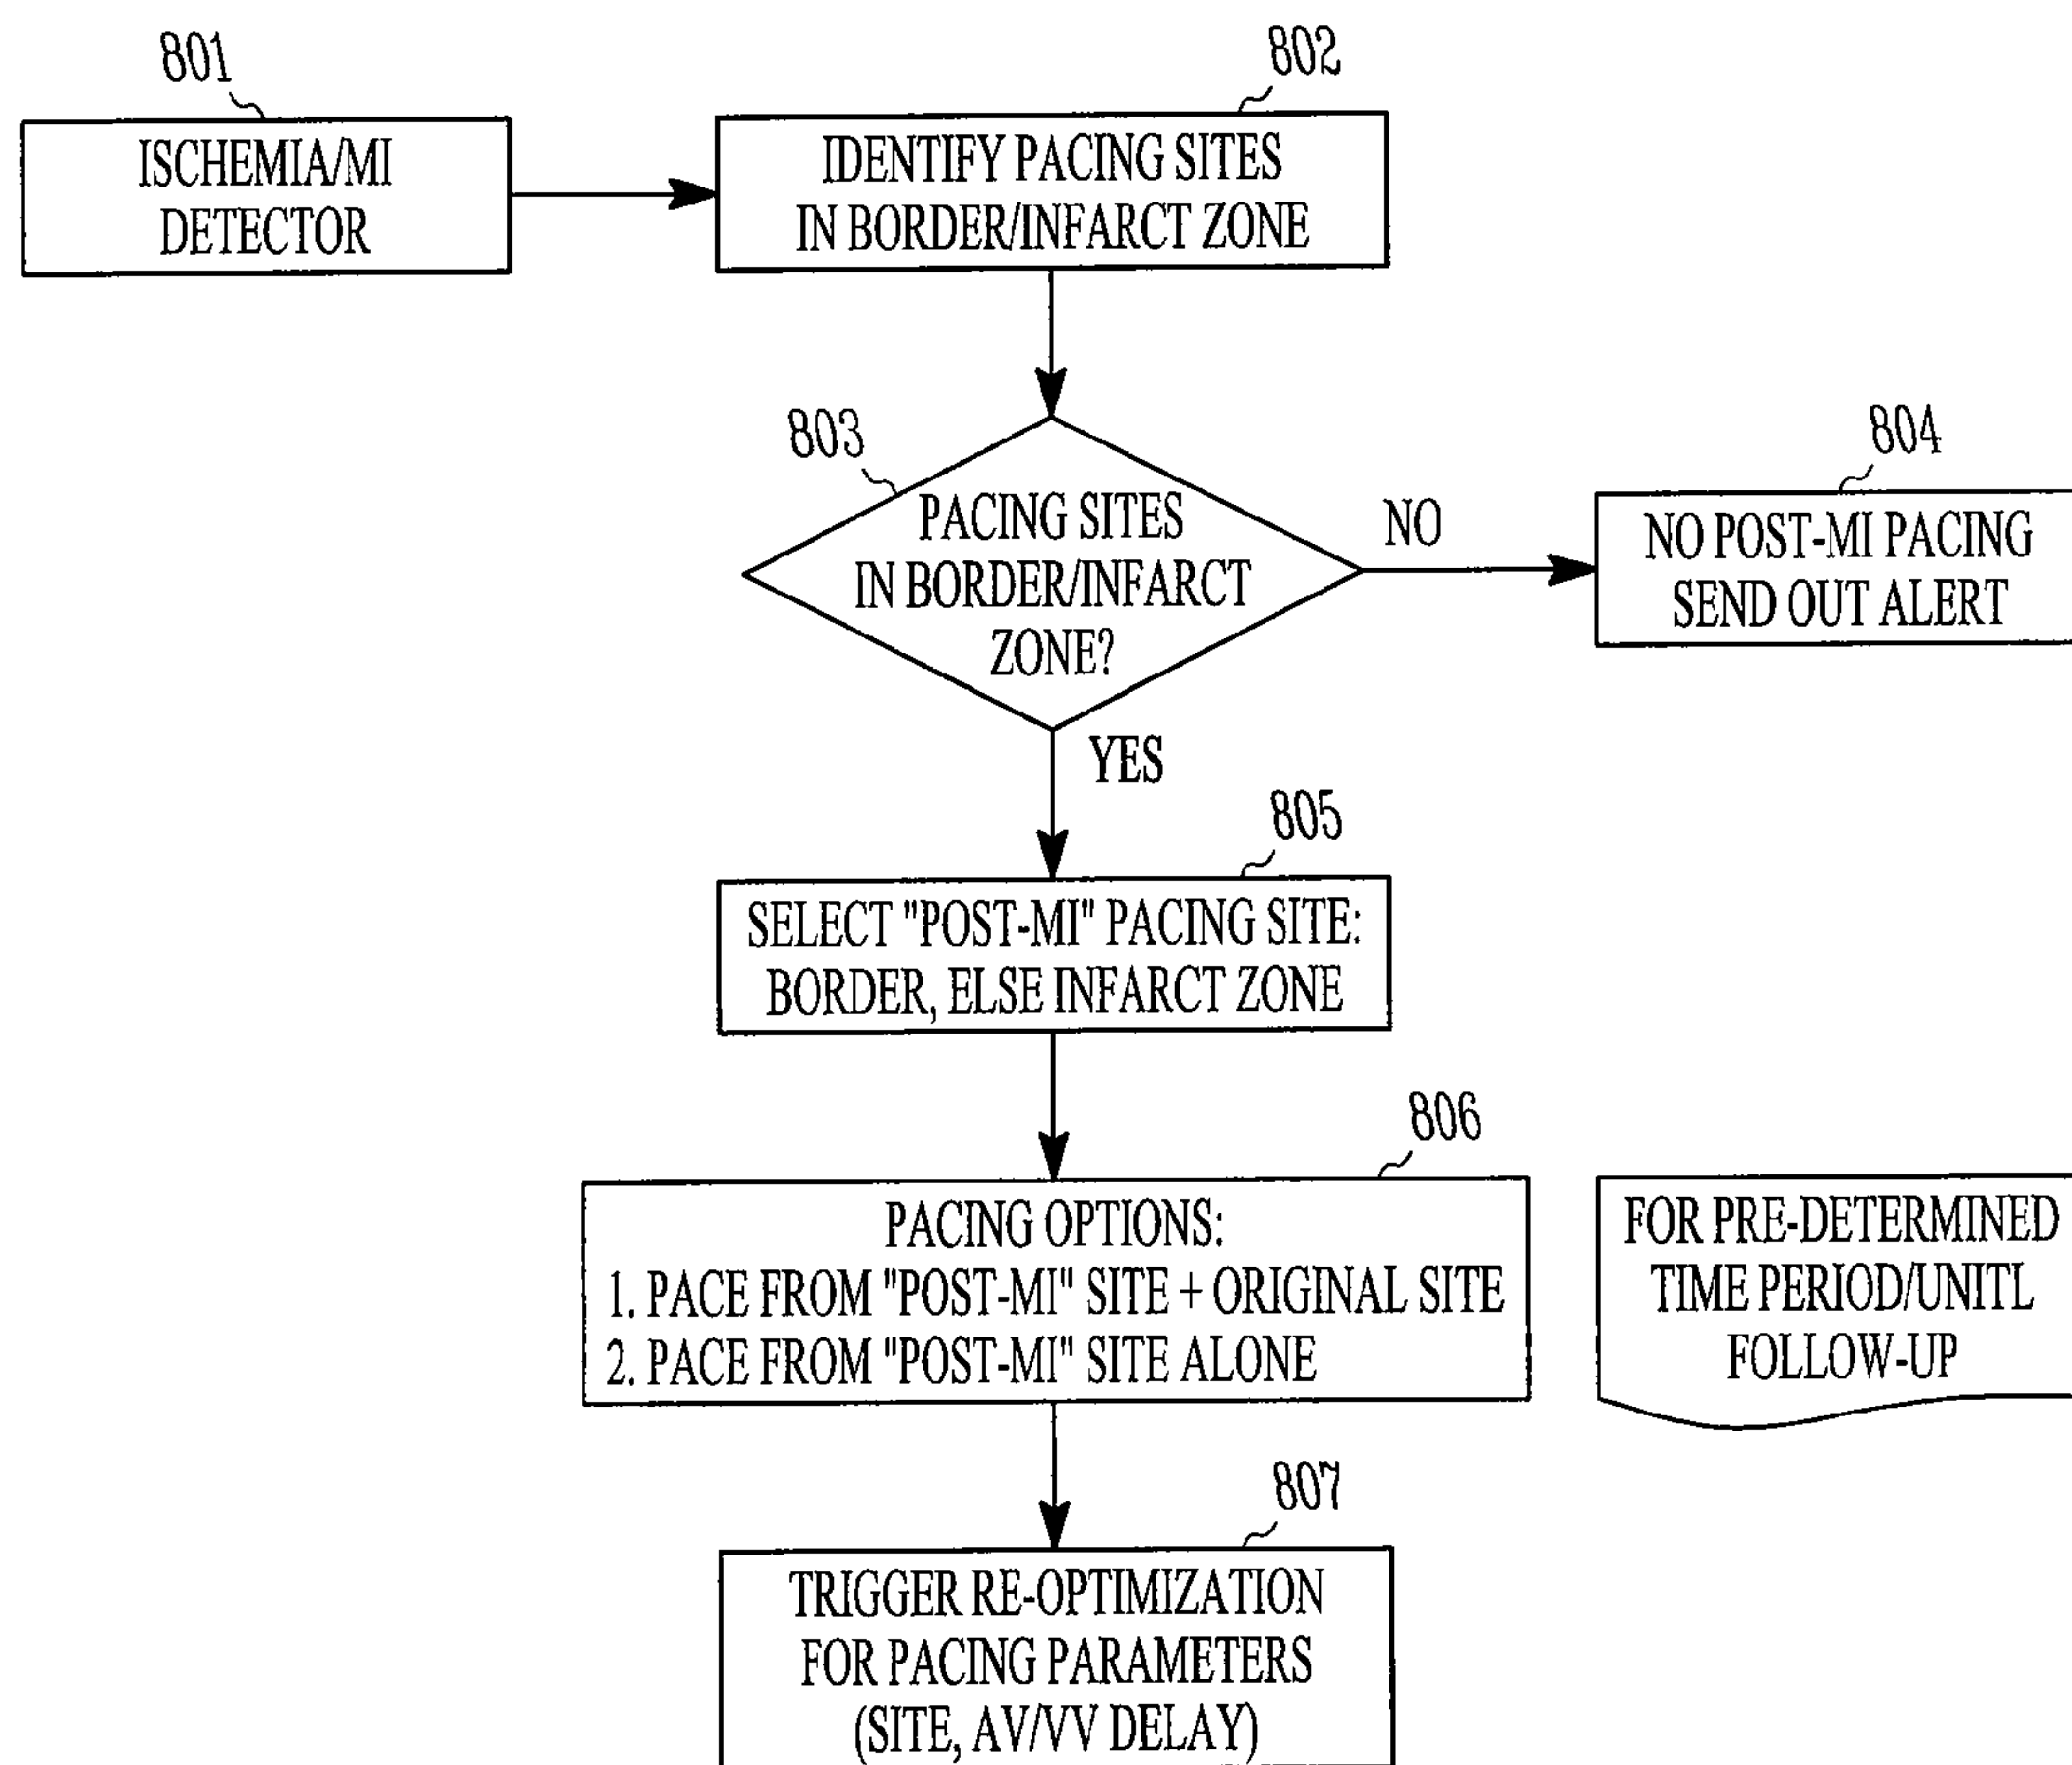 801
ISCHEMIA/MI
DETECTOR
802
IDENTIFY PACING SITES
IN BORDER/INFARCT ZONE
803
PACING SITES
IN BORDER/INFARCT
ZONE?
NO
804
NO POST-MI PACING
SEND OUT ALERT
YES
805
SELECT "POST-MI" PACING SITE:
BORDER, ELSE INFARCT ZONE
806
PACING OPTIONS:
1. PACE FROM "POST-MI" SITE + ORIGINAL SITE
2. PACE FROM "POST-MI" SITE ALONE
FOR PRE-DETERMINED
TIME PERIOD/UNITL
FOLLOW-UP
807
TRIGGER RE-OPTIMIZATION
FOR PACING PARAMETERS
(SITE, AV/VV DELAY)